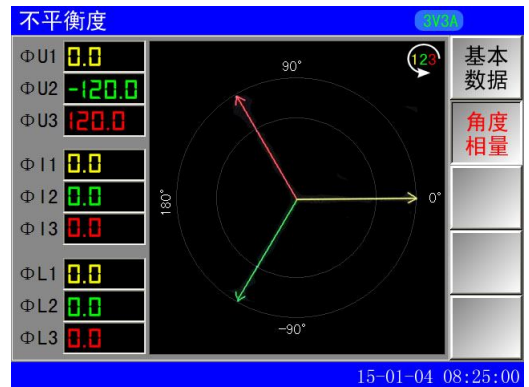 不平衡度
3V3A
ΦU1 0.0
ΦU2 -120.0
ΦU3 120.0
ΦI1 0.0
ΦI2 0.0
ΦI3 0.0
ΦL1 0.0
ΦL2 0.0
ΦL3 0.0
123
90°
180°
0°
-90°
基本
数据
角度
相量
15-01-04 08:25:00